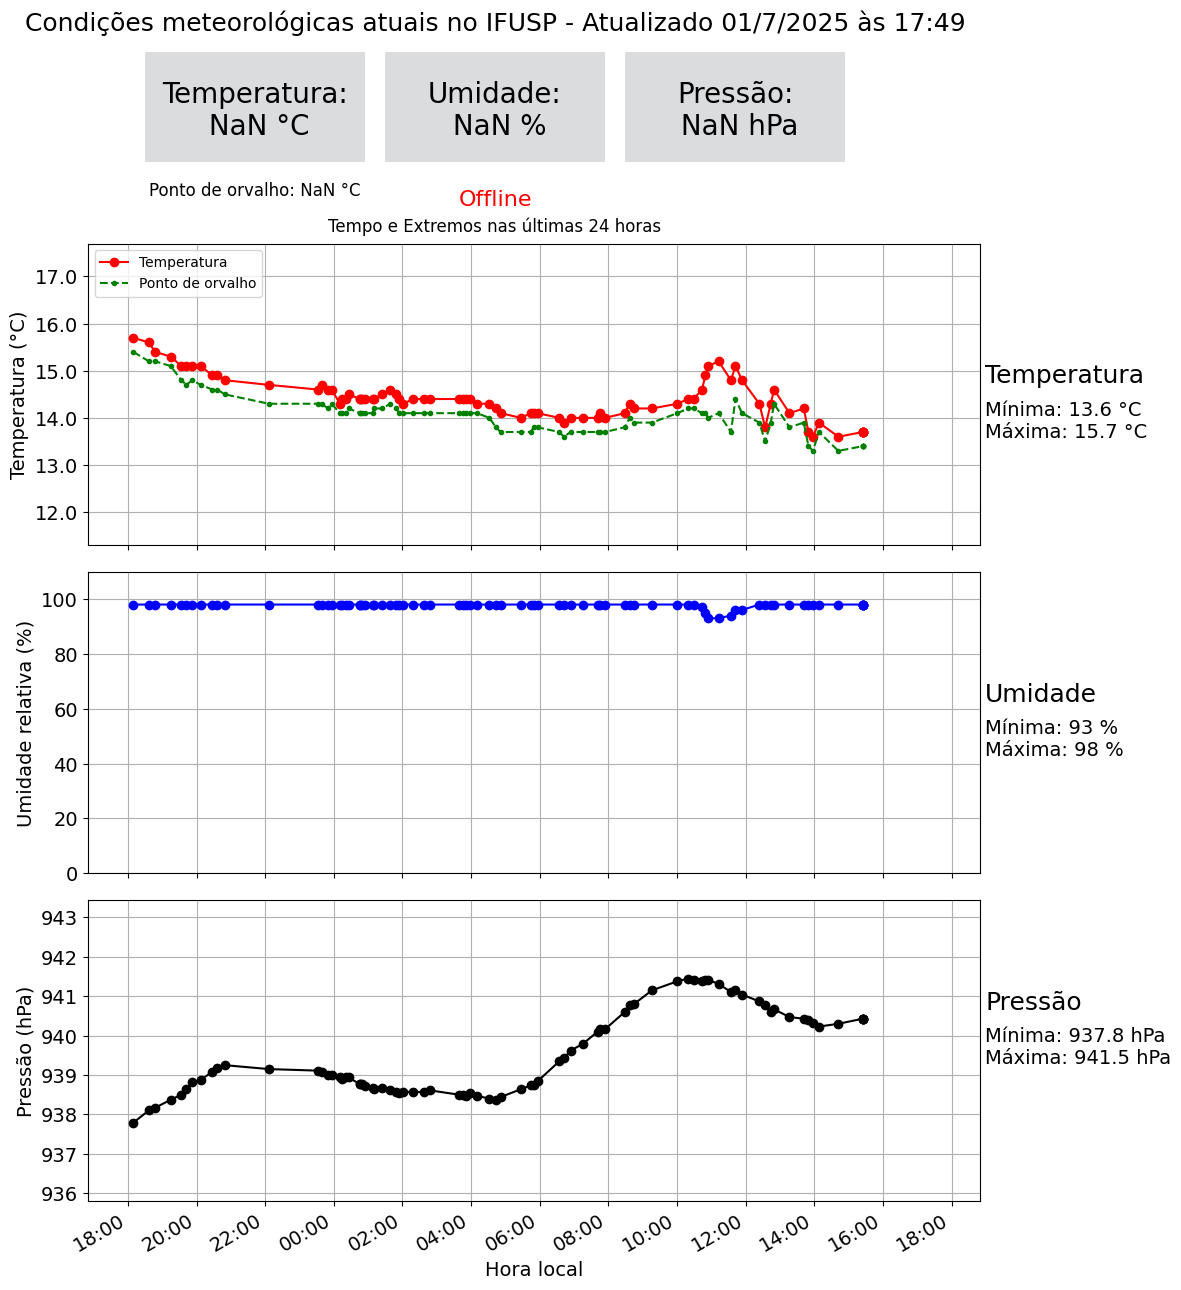 Condições meteorológicas atuais no IFUSP - Atualizado 01/7/2025 às 17:49
Temperatura:
NaN °C
Umidade:
NaN %
Pressão:
NaN hPa
Ponto de orvalho: NaN °C
Offline
Tempo e Extremos nas últimas 24 horas
Temperatura
Ponto de orvalho
Temperatura (°C)
17.0
16.0
15.0
14.0
13.0
12.0
Temperatura
Mínima: 13.6 °C
Máxima: 15.7 °C
Umidade relativa (%)
100
80
60
40
20
0
Umidade
Mínima: 93 %
Máxima: 98 %
Pressão (hPa)
943
942
941
940
939
938
937
936
Pressão
Mínima: 937.8 hPa
Máxima: 941.5 hPa
18:00
20:00
22:00
00:00
02:00
04:00
06:00
08:00
10:00
12:00
14:00
16:00
18:00
Hora local